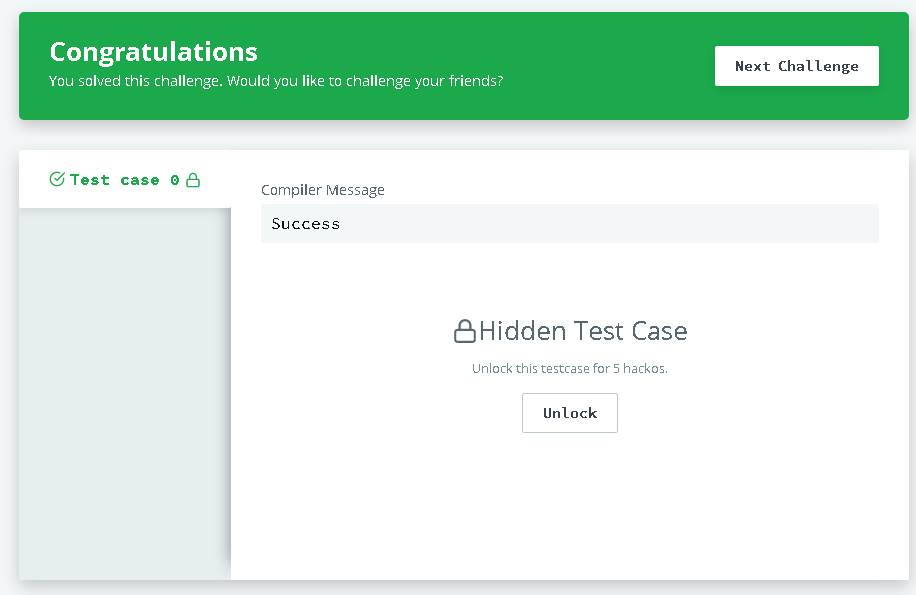 Congratulations
You solved this challenge. Would you like to challenge your friends?
Next Challenge
Test case 0
Compiler Message
Success
Hidden Test Case
Unlock this testcase for 5 hackos.
Unlock